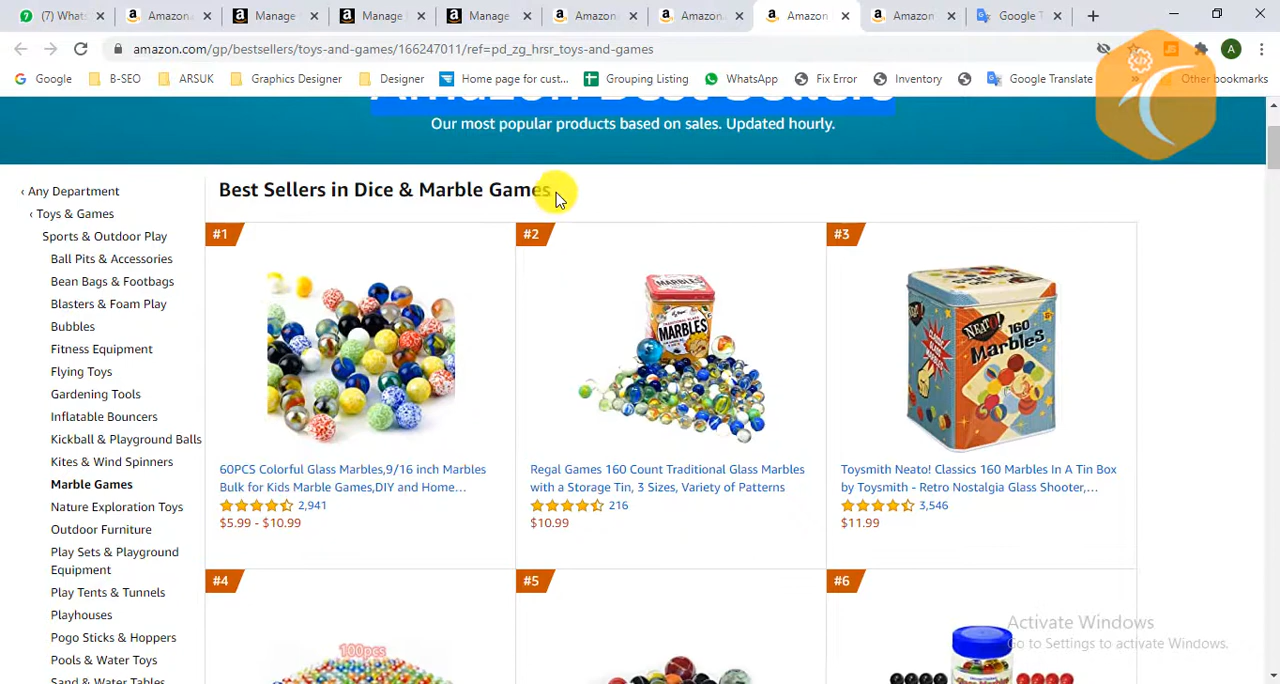 (7) Whats
Amazon.
Manage
Manage
Manage
Amazon
Amazon.
Amazon
Amazon.
Google T
amazon.com/gp/bestsellers/toys-and-games/166247011/ref=pd_zg_hrsr_toys-and-games
A
Google
B-SEO
ARSUK
Graphics Designer
Designer
Home page for cust...
Grouping Listing
WhatsApp
Fix Error
Inventory
Google Translate
Other bookmarks
Amazon Best Sellers
Our most popular products based on sales. Updated hourly.
‹ Any Department
‹ Toys & Games
Sports & Outdoor Play
Ball Pits & Accessories
Bean Bags & Footbags
Blasters & Foam Play
Bubbles
Fitness Equipment
Flying Toys
Gardening Tools
Inflatable Bouncers
Kickball & Playground Balls
Kites & Wind Spinners
Marble Games
Nature Exploration Toys
Outdoor Furniture
Play Sets & Playground
Equipment
Play Tents & Tunnels
Playhouses
Pogo Sticks & Hoppers
Pools & Water Toys
Sand & Water Tables
Best Sellers in Dice & Marble Games
#1
60PCS Colorful Glass Marbles,9/16 inch Marbles
Bulk for Kids Marble Games,DIY and Home...
2,941
$5.99 - $10.99
#2
MARBLES
MARBLES
Regal Games 160 Count Traditional Glass Marbles
with a Storage Tin, 3 Sizes, Variety of Patterns
216
$10.99
#3
NEATO!
160
Marbles
Toysmith Neato! Classics 160 Marbles In A Tin Box
by Toysmith - Retro Nostalgia Glass Shooter,...
3,546
$11.99
#4
100pcs
#5
#6
Activate Windows
Go to Settings to activate Windows.